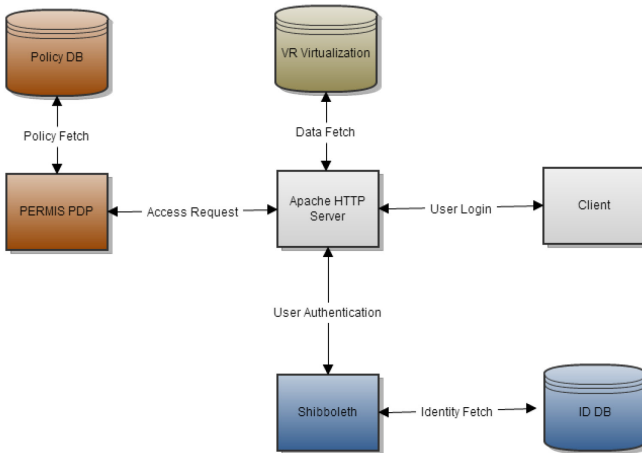 Policy DB
VR Virtualization
Policy Fetch
Data Fetch
PERMIS PDP
Access Request
Apache HTTP
Server
User Login
Client
User Authentication
Shibboleth
Identity Fetch
ID DB